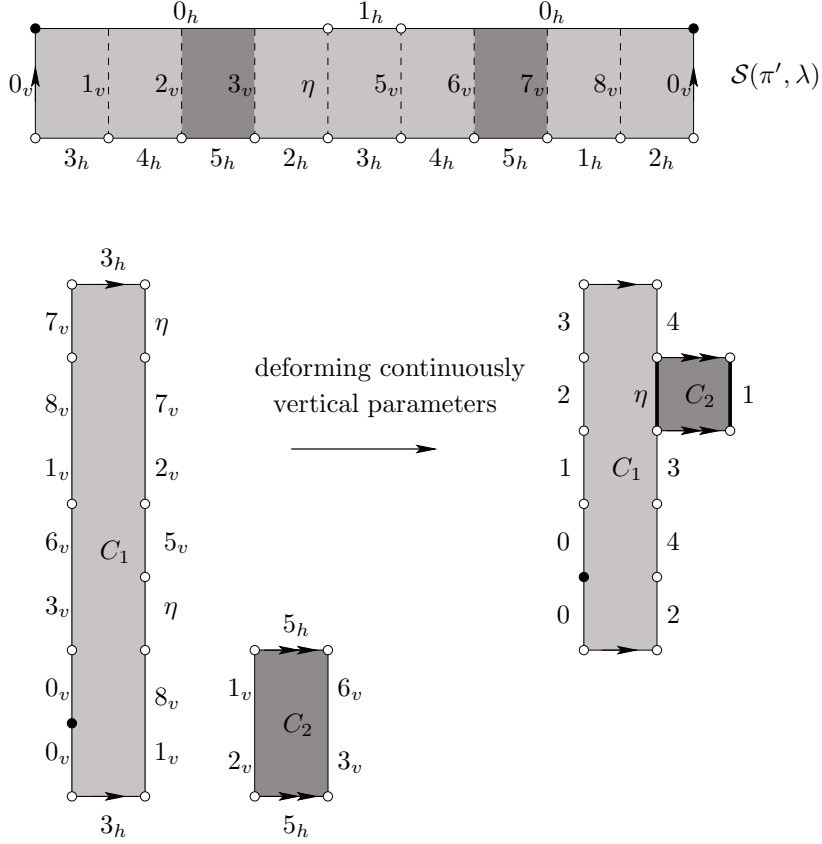 0_h 1_h 0_h
0_v 1_v 2_v 3_v η 5_v 6_v 7_v 8_v 0_v S(π′, λ)
3_h 4_h 5_h 2_h 3_h 4_h 5_h 1_h 2_h
3_h
7_v η 3 4
deforming continuously
vertical parameters
8_v 7_v 2 η C_2 1
1_v 2_v 1 C_1 3
6_v C_1 5_v 0 4
3_v η 0 2
5_h
0_v 8_v 1_v C_2 6_v
0_v 1_v 2_v 3_v
3_h 5_h